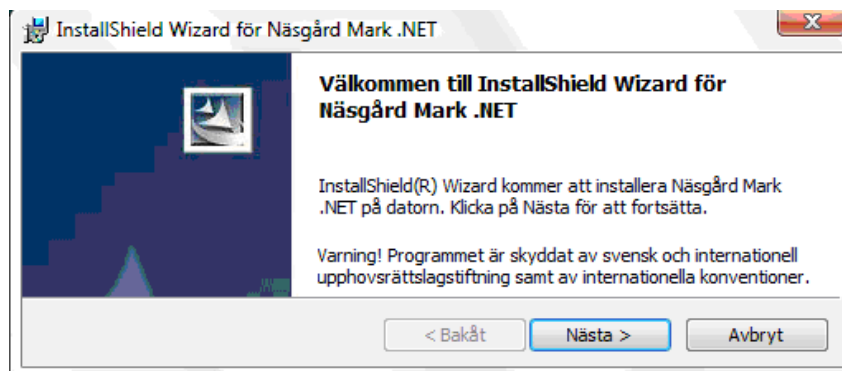 InstallShield Wizard för Näsgård Mark .NET
Välkommen till InstallShield Wizard för
Näsgård Mark .NET
InstallShield(R) Wizard kommer att installera Näsgård Mark
.NET på datorn. Klicka på Nästa för att fortsätta.
Varning! Programmet är skyddat av svensk och internationell
upphovsrättslagstiftning samt av internationella konventioner.
< Bakåt Nästa > Avbryt